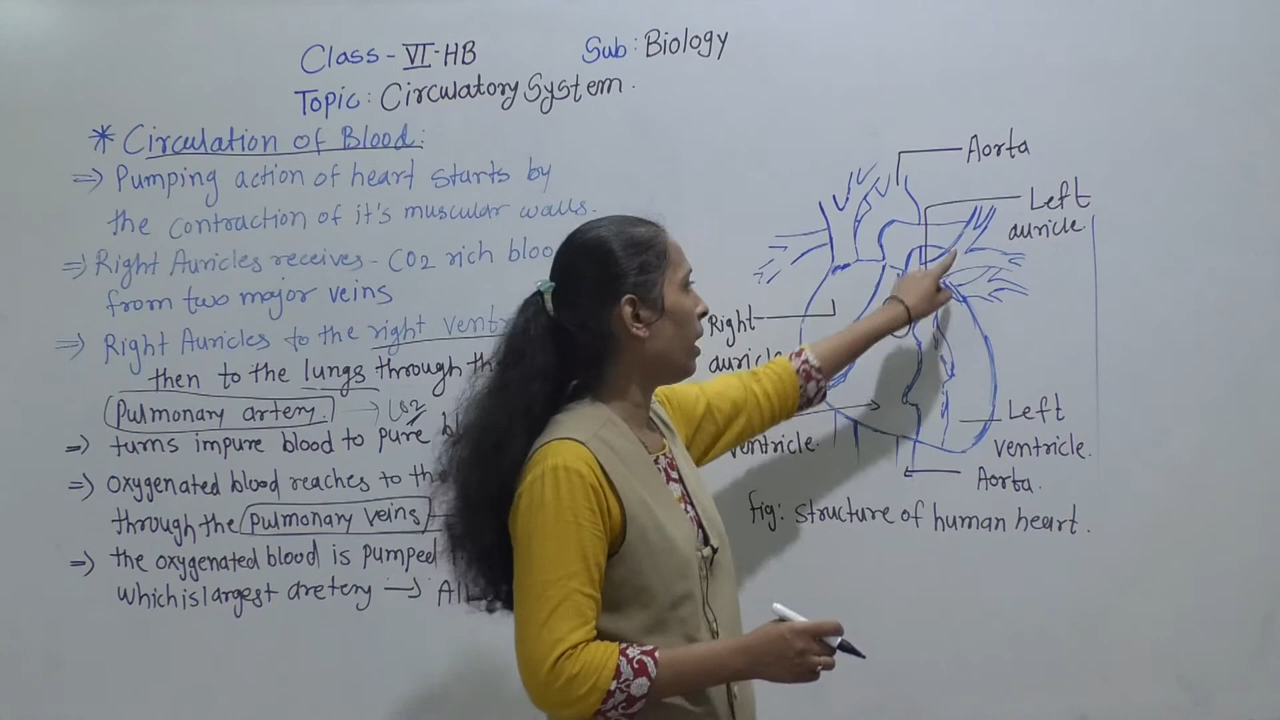 Class - VI - HB
Sub : Biology
Topic : Circulatory System.
* Circulation of Blood :
=> Pumping action of heart starts by
the contraction of it's muscular walls.
=> Right Auricles receives - CO2 rich bloo
from two major veins
=> Right Auricles to the right ventr
then to the lungs through th
Pulmonary artery. -> CO2
=> turns impure blood to pure b
=> oxygenated blood reaches to th
through the pulmonary veins
=> the oxygenated blood is pumped
which is largest aretery -> All
Aorta
Left
auricle.
Right
auricle
ventricle.
Left
ventricle.
Aorta.
fig: structure of human heart.